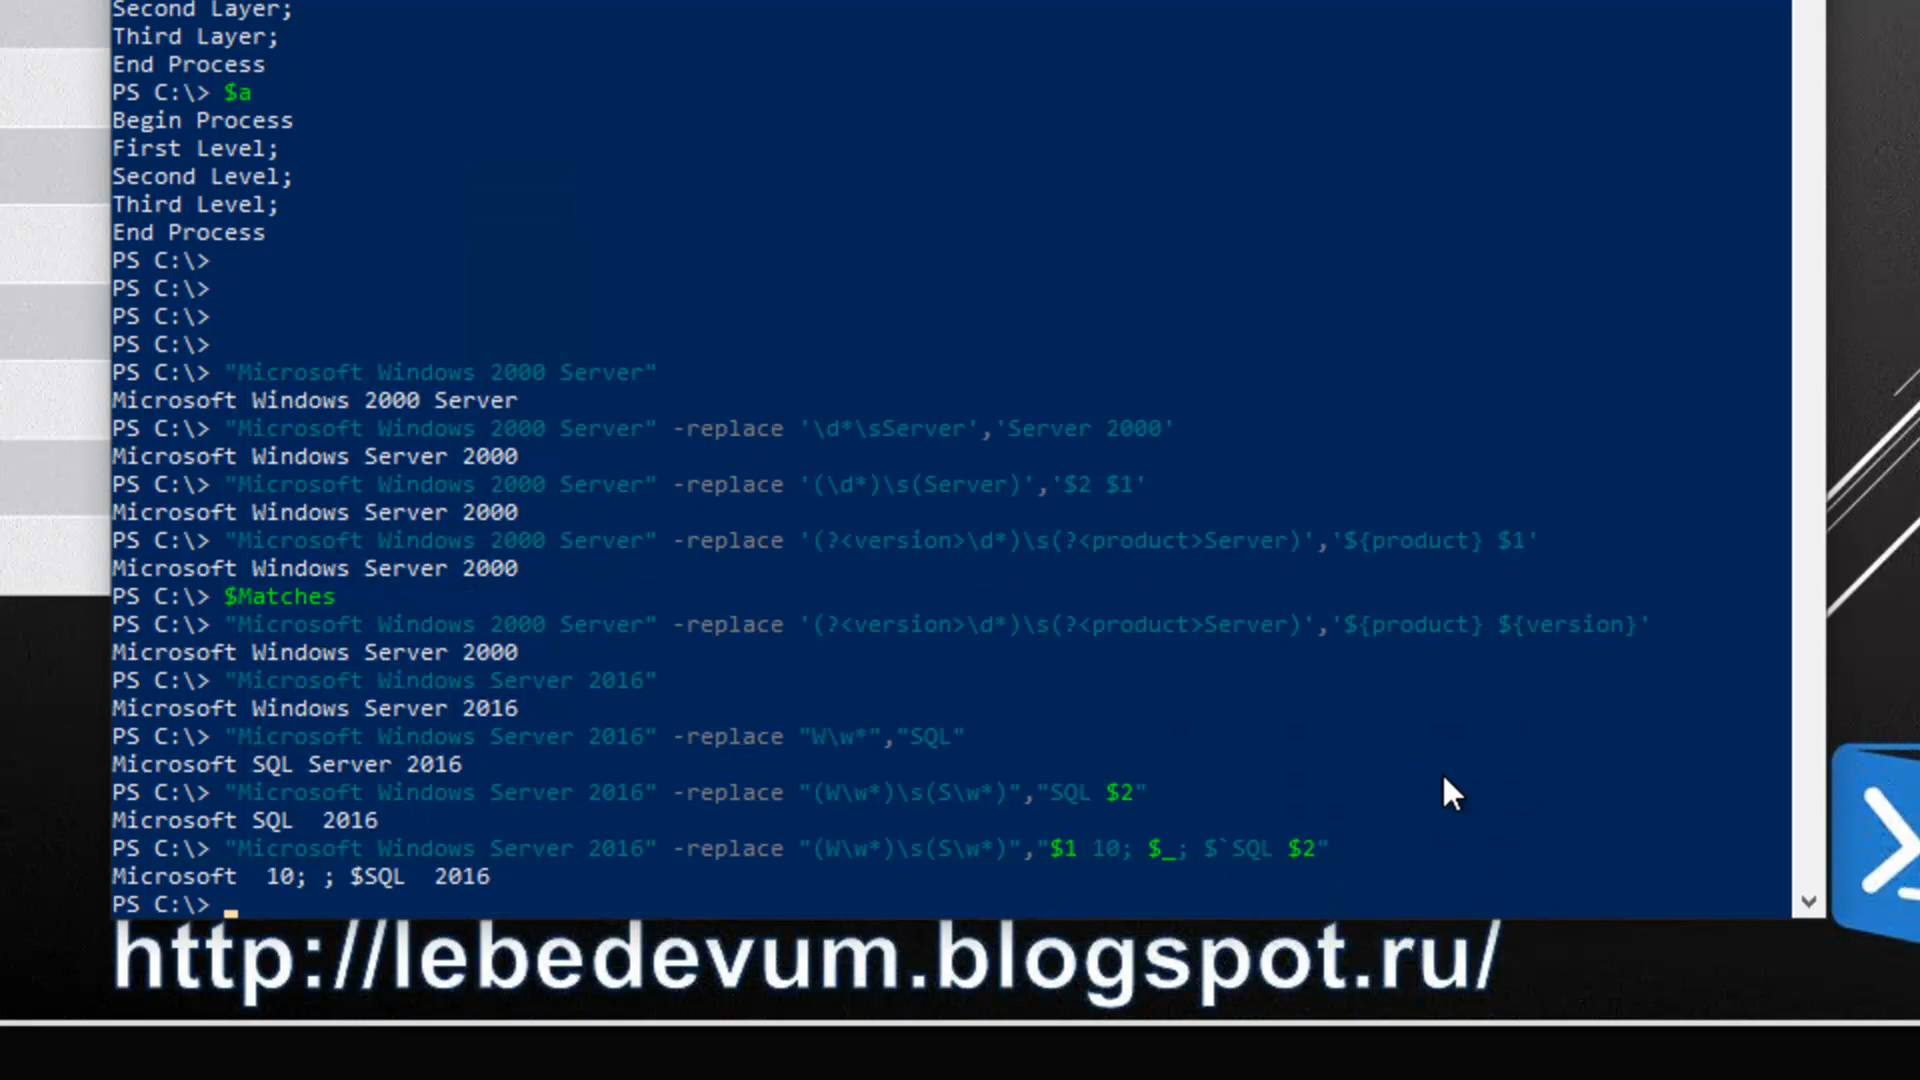 Second Layer;
Third Layer;
End Process
PS C:\> $a
Begin Process
First Level;
Second Level;
Third Level;
End Process
PS C:\>
PS C:\>
PS C:\>
PS C:\>
PS C:\> "Microsoft Windows 2000 Server"
Microsoft Windows 2000 Server
PS C:\> "Microsoft Windows 2000 Server" -replace '\d*\sServer','Server 2000'
Microsoft Windows Server 2000
PS C:\> "Microsoft Windows 2000 Server" -replace '(\d*)\s(Server)','$2 $1'
Microsoft Windows Server 2000
PS C:\> "Microsoft Windows 2000 Server" -replace '(?<version>\d*)\s(?<product>Server)','${product} $1'
Microsoft Windows Server 2000
PS C:\> $Matches
PS C:\> "Microsoft Windows 2000 Server" -replace '(?<version>\d*)\s(?<product>Server)','${product} ${version}'
Microsoft Windows Server 2000
PS C:\> "Microsoft Windows Server 2016"
Microsoft Windows Server 2016
PS C:\> "Microsoft Windows Server 2016" -replace "W\w*","SQL"
Microsoft SQL Server 2016
PS C:\> "Microsoft Windows Server 2016" -replace "(W\w*)\s(S\w*)","SQL $2"
Microsoft SQL  2016
PS C:\> "Microsoft Windows Server 2016" -replace "(W\w*)\s(S\w*)","$1 10; $_; $`SQL $2"
Microsoft  10; ; $SQL  2016
PS C:\>
http://lebedevum.blogspot.ru/